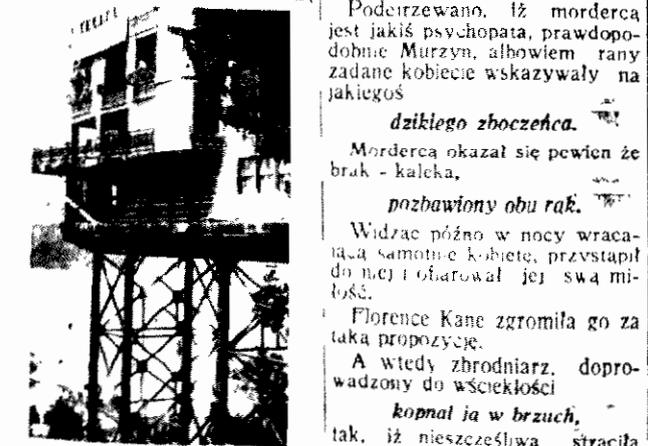 Podejrzewano, iż mordercą
jest jakiś psychopata, prawdopo-
dobnie Murzyn, albowiem rany
zadane kobiecie wskazywały na
jakiegoś
dzikiego zboczeńca.
Mordercą okazał się pewien że
brak - kaleka,
pozbawiony obu rąk.
Widząc późno w nocy wraca-
jącą samotnie kobietę, przystąpił
do niej i ofiarował jej swą mi-
łość.
Florence Kane zgromiła go za
taką propozycję.
A wtedy zbrodniarz, dopro-
wadzony do wściekłości
kopnął ją w brzuch,
tak, iż nieszczęśliwa straciła